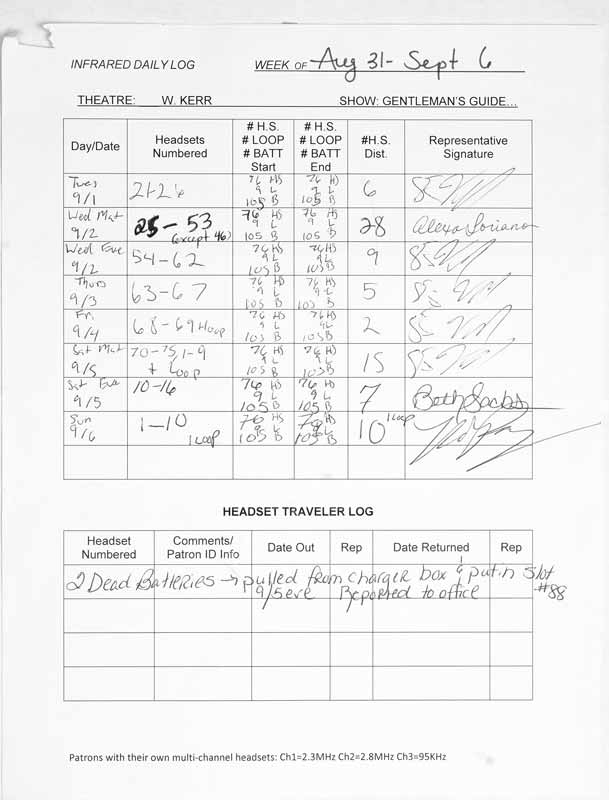 INFRARED DAILY LOG WEEK OF Aug 31 - Sept 6
THEATRE: W. KERR SHOW: GENTLEMAN'S GUIDE...
Day/Date Headsets Numbered # H.S. # LOOP # BATT Start # H.S. # LOOP # BATT End #H.S. Dist. Representative Signature
Tues 9/1 21-26 76 HS 9 L 105 B 76 HS 9 L 105 B 6
Wed Mat 9/2 25-53 (except 46) 76 HS 9 L 105 B 76 HS 9 L 105 B 28 Alexa Soriano
Wed Eve 9/2 54-62 76 HS 9 L 105 B 76 HS 9 L 105 B 9
Thurs 9/3 63-67 76 HS 9 L 105 B 76 HS 9 L 105 B 5
Fri 9/4 68-69 + loop 76 HS 9 L 105 B 76 HS 9 L 105 B 2
Sat Mat 9/5 70-75, 1-9 + Loop 76 HS 9 L 105 B 76 HS 9 L 105 B 15
Sat Eve 9/5 10-16 76 HS 9 L 105 B 76 HS 9 L 105 B 7 Beth Sacks
Sun 9/6 1-10 1 Loop 76 HS 9 L 105 B 76 HS 9 L 105 B 10 1 Loop
HEADSET TRAVELER LOG
Headset Numbered Comments/ Patron ID Info Date Out Rep Date Returned Rep
2 Dead Batteries → pulled from charger box & put in slot #88
9/5 eve Reported to office
Patrons with their own multi-channel headsets: Ch1=2.3MHz Ch2=2.8MHz Ch3=95KHz